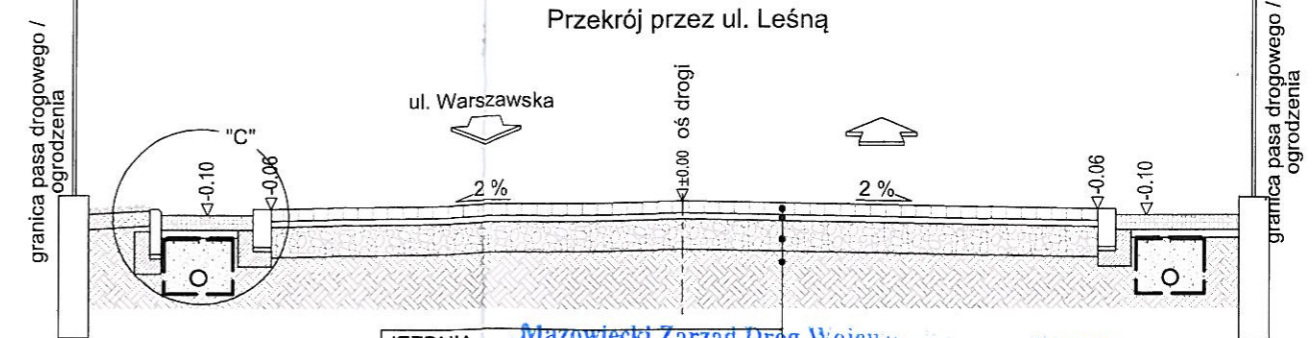 Przekrój przez ul. Leśną
granica pasa drogowego /
ogrodzenia
ul. Warszawska
oś drogi
±0.00
"C"
-0.10
-0.06
2 %
2 %
-0.06
-0.10
granica pasa drogowego /
ogrodzenia
Mazowiecki Zarząd Dróg